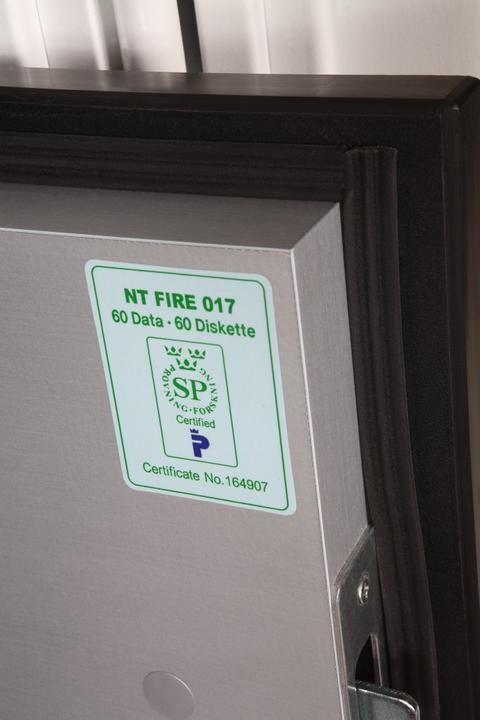 NT FIRE 017
60 Data · 60 Diskette
PROVNING · FORSKNING
SP
Certified
P
Certificate No.164907